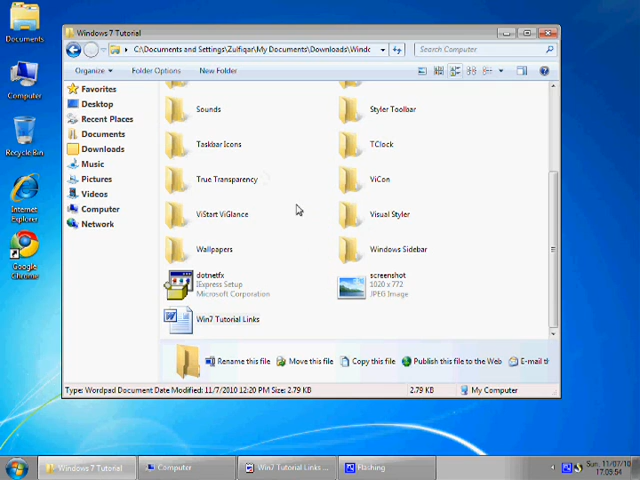 Documents
Computer
Recycle Bin
Internet
Explorer
Google
Chrome
Windows 7 Tutorial
C:\Documents and Settings\Zulfiqar\My Documents\Downloads\Windc
Search Computer
Organize
Folder Options
New Folder
Favorites
Desktop
Recent Places
Documents
Downloads
Music
Pictures
Videos
Computer
Network
Sounds
Styler Toolbar
Taskbar Icons
TClock
True Transparency
ViCon
ViStart ViGlance
Visual Styler
Wallpapers
Windows Sidebar
dotnetfx
IExpress Setup
Microsoft Corporation
screenshot
1020 x 772
JPEG Image
Win7 Tutorial Links
Rename this file
Move this file
Copy this file
Publish this file to the Web
E-mail th
Type: Wordpad Document Date Modified: 11/7/2010 12:20 PM Size: 2.79 KB
2.79 KB
My Computer
Windows 7 Tutorial
Computer
Win7 Tutorial Links ...
Flashing
Sun, 11/07/10
17:09:54